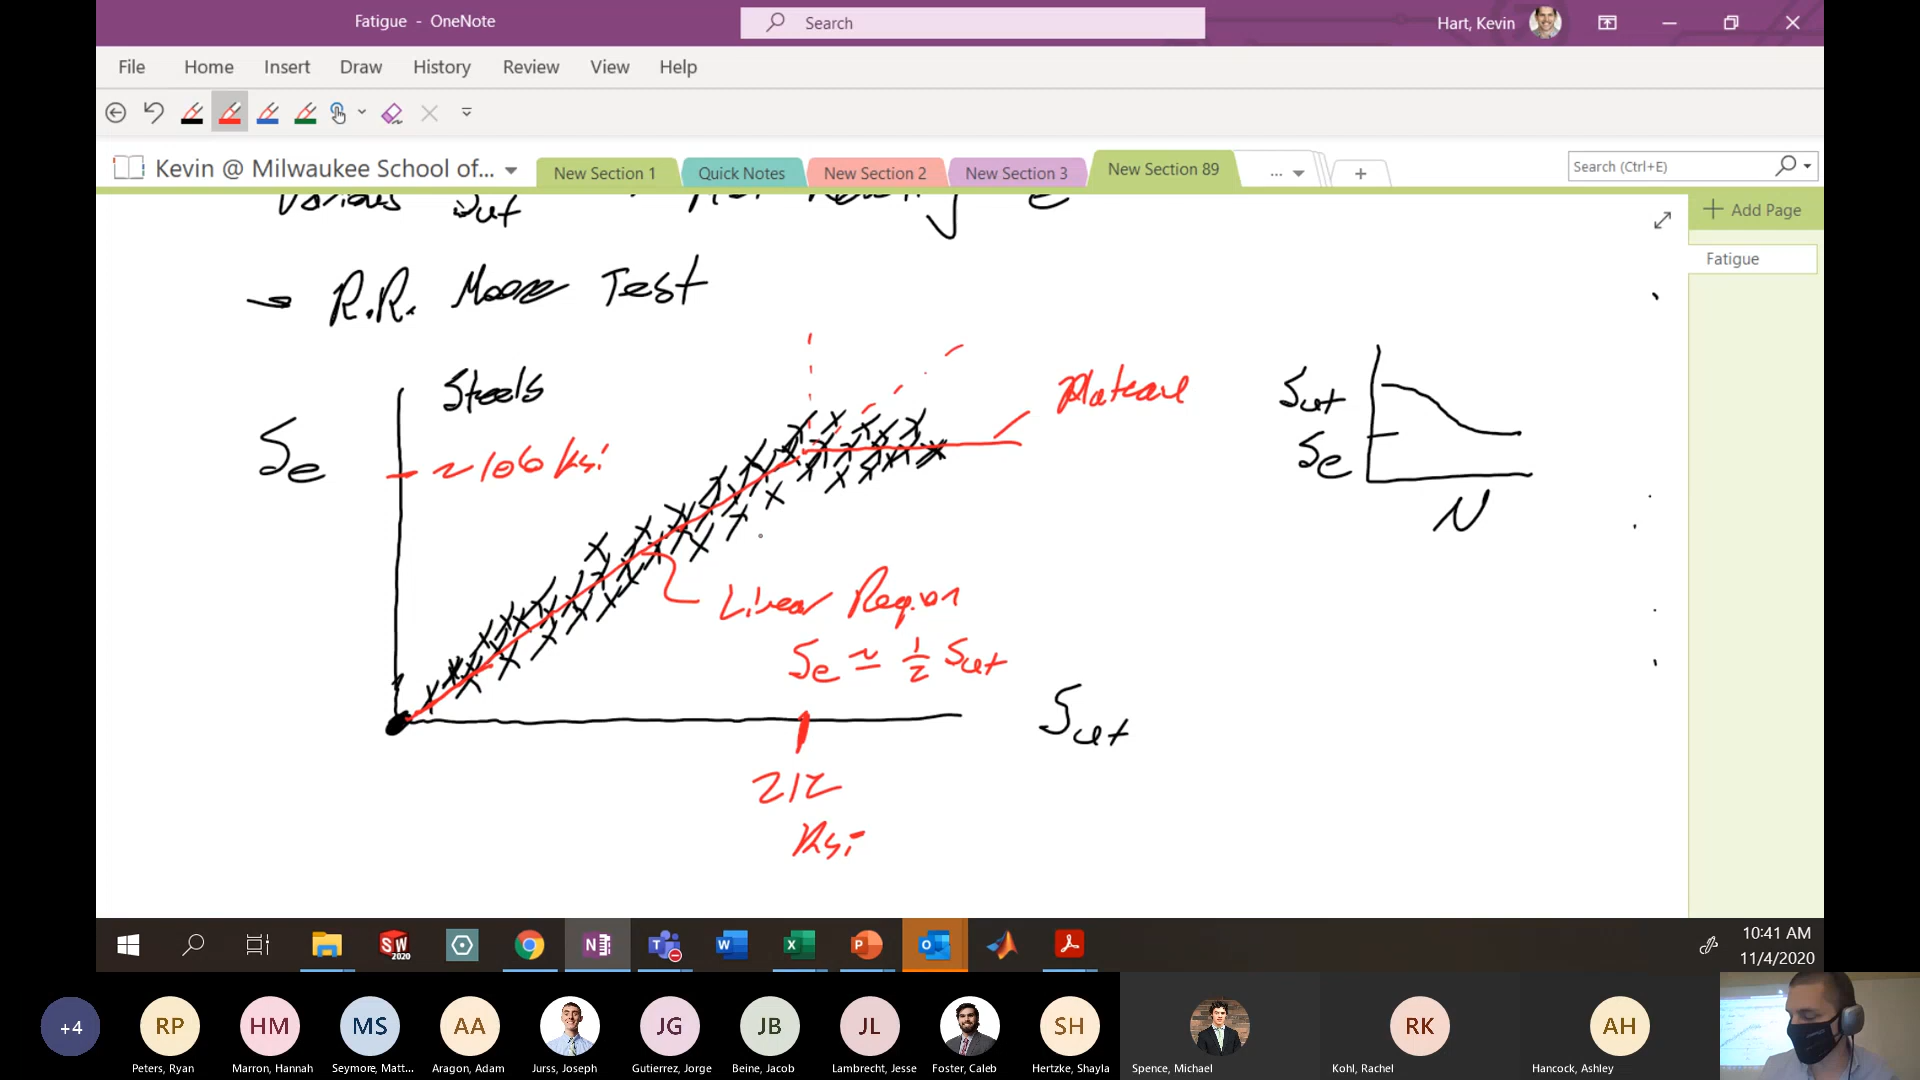 Fatigue - OneNote
Search
Hart, Kevin
File Home Insert Draw History Review View Help
Kevin @ Milwaukee School of...
New Section 1
Quick Notes
New Section 2
New Section 3
New Section 89
...
Search (Ctrl+E)
Add Page
Fatigue
Various Sut
→ R.R. Moore Test
Steels
Se
~106 ksi
Plateau
Linear Region
Se ≃ 1/2 Sut
Sut
212
Ksi
Sut
Se
N
SW
2020
10:41 AM
11/4/2020
+4
RP
HM
MS
AA
JG
JB
JL
SH
RK
AH
Peters, Ryan
Marron, Hannah
Seymore, Matt...
Aragon, Adam
Jurss, Joseph
Gutierrez, Jorge
Beine, Jacob
Lambrecht, Jesse
Foster, Caleb
Hertzke, Shayla
Spence, Michael
Kohl, Rachel
Hancock, Ashley